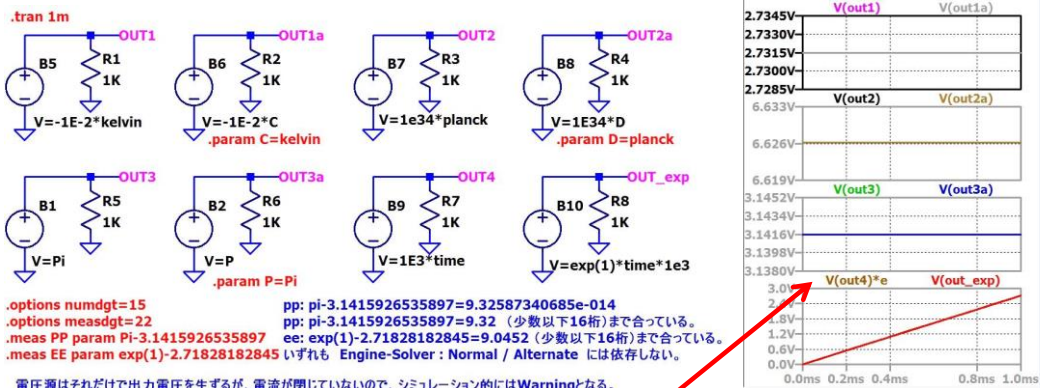 .tran 1m
OUT1
OUT1a
OUT2
OUT2a
B5
R1
1K
B6
R2
1K
B7
R3
1K
B8
R4
1K
V=-1E-2*kelvin
V=-1E-2*C
V=1e34*planck
V=1E34*D
.param C=kelvin
.param D=planck
OUT3
OUT3a
OUT4
OUT_exp
B1
R5
1K
B2
R6
1K
B9
R7
1K
B10
R8
1K
V=Pi
V=P
V=1E3*time
V=exp(1)*time*1e3
.param P=Pi
.options numdgt=15
pp: pi-3.1415926535897=9.32587340685e-014
.options measdgt=22
pp: pi-3.1415926535897=9.32 （少数以下16桁）まで合っている。
.meas PP param Pi-3.1415926535897
ee: exp(1)-2.71828182845=9.0452（少数以下16桁）まで合っている。
.meas EE param exp(1)-2.71828182845
いずれも Engine-Solver : Normal / Alternate には依存しない。
電圧源はそれだけで出力電圧を生ずるが、電流が閉じていないので、シミュレーション的にはWarningとなる。
V(out1)
V(out1a)
2.7345V
2.7330V
2.7315V
2.7300V
2.7285V
V(out2)
V(out2a)
6.633V
6.626V
6.619V
V(out3)
V(out3a)
3.1452V
3.1434V
3.1416V
3.1398V
3.1380V
V(out4)*e
V(out_exp)
3.0V
2.4V
1.8V
1.2V
0.6V
0.0V
0.0ms
0.2ms
0.4ms
0.8ms
1.0ms